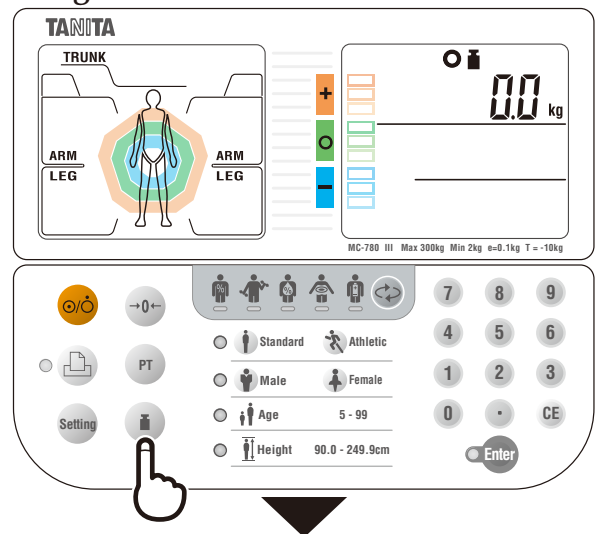 TANITA
TRUNK
ARM
LEG
ARM
LEG
+
O
−
0.0 kg
MC-780 III Max 300kg Min 2kg e=0.1kg T = -10kg
→0←
PT
Setting
%
%
Standard
Athletic
Male
Female
Age
5 - 99
Height
90.0 - 249.9cm
7 8 9
4 5 6
1 2 3
0 · CE
Enter